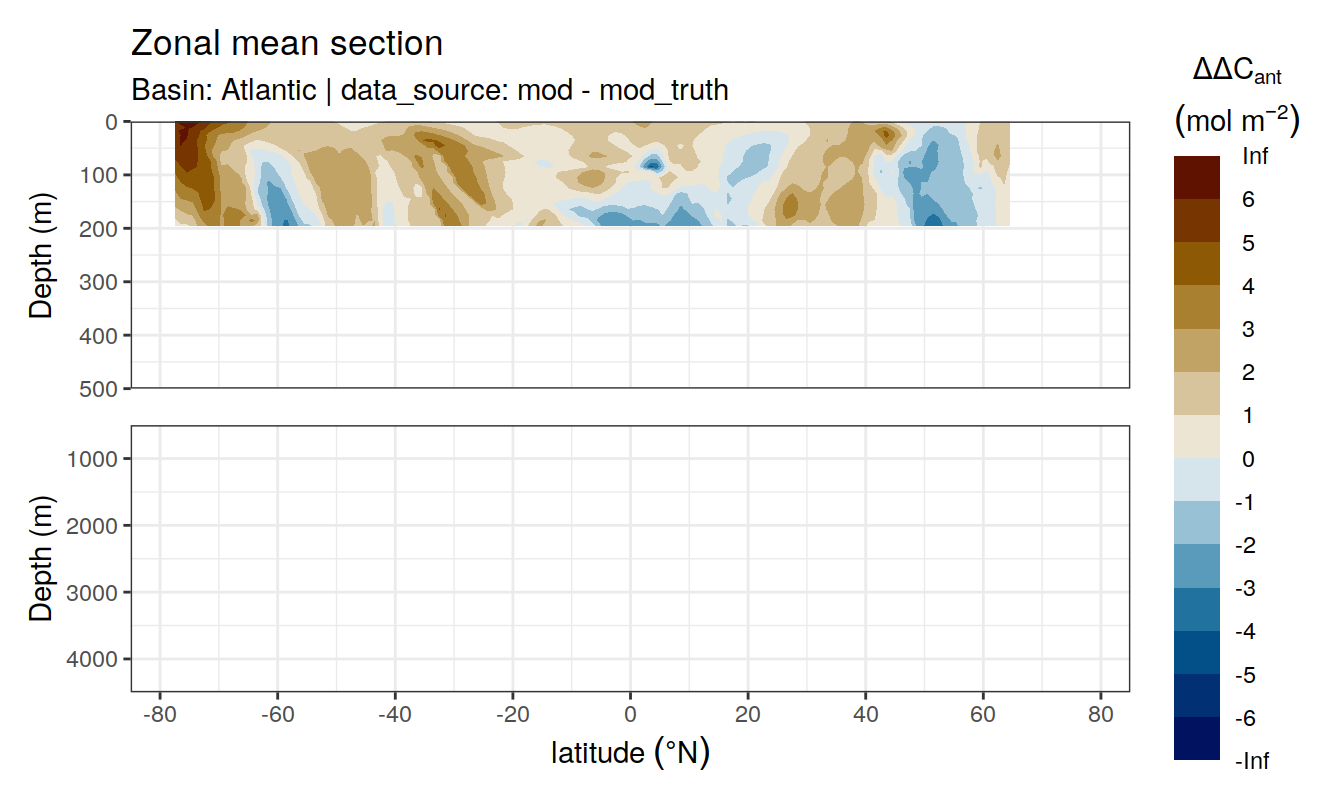 Zonal mean section
Basin: Atlantic | data_source: mod - mod_truth
ΔΔCant
(mol m−2)
Inf
6
5
4
3
2
1
0
-1
-2
-3
-4
-5
-6
-Inf
Depth (m)
0
100
200
300
400
500
Depth (m)
1000
2000
3000
4000
-80 -60 -40 -20 0 20 40 60 80
latitude (°N)